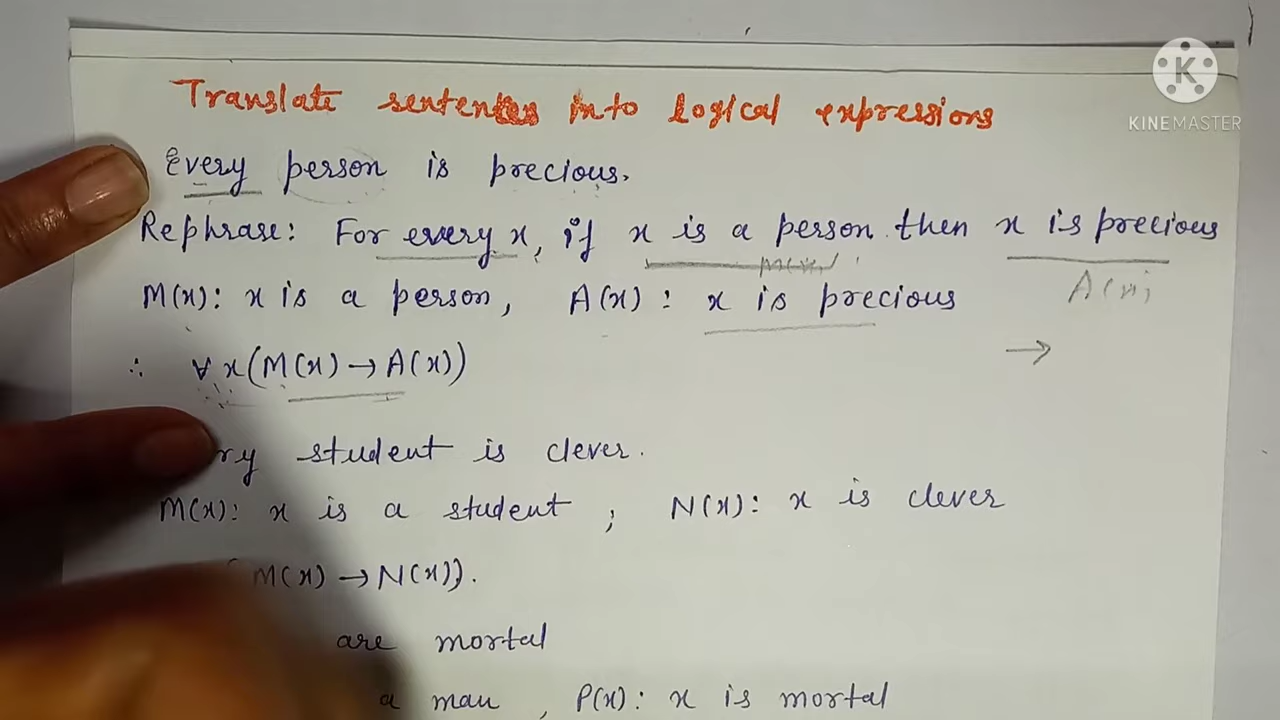 Translate sentences into logical expressions
K
KINEMASTER
Every person is precious.
Rephrase: For every x, if x is a person then x is precious
M(x)
A(x)
M(x): x is a person, A(x): x is precious
→
∴ ∀x(M(x)→A(x))
ry student is clever.
M(x): x is a student ; N(x): x is clever
(M(x)→N(x)).
are mortal
a man , P(x): x is mortal